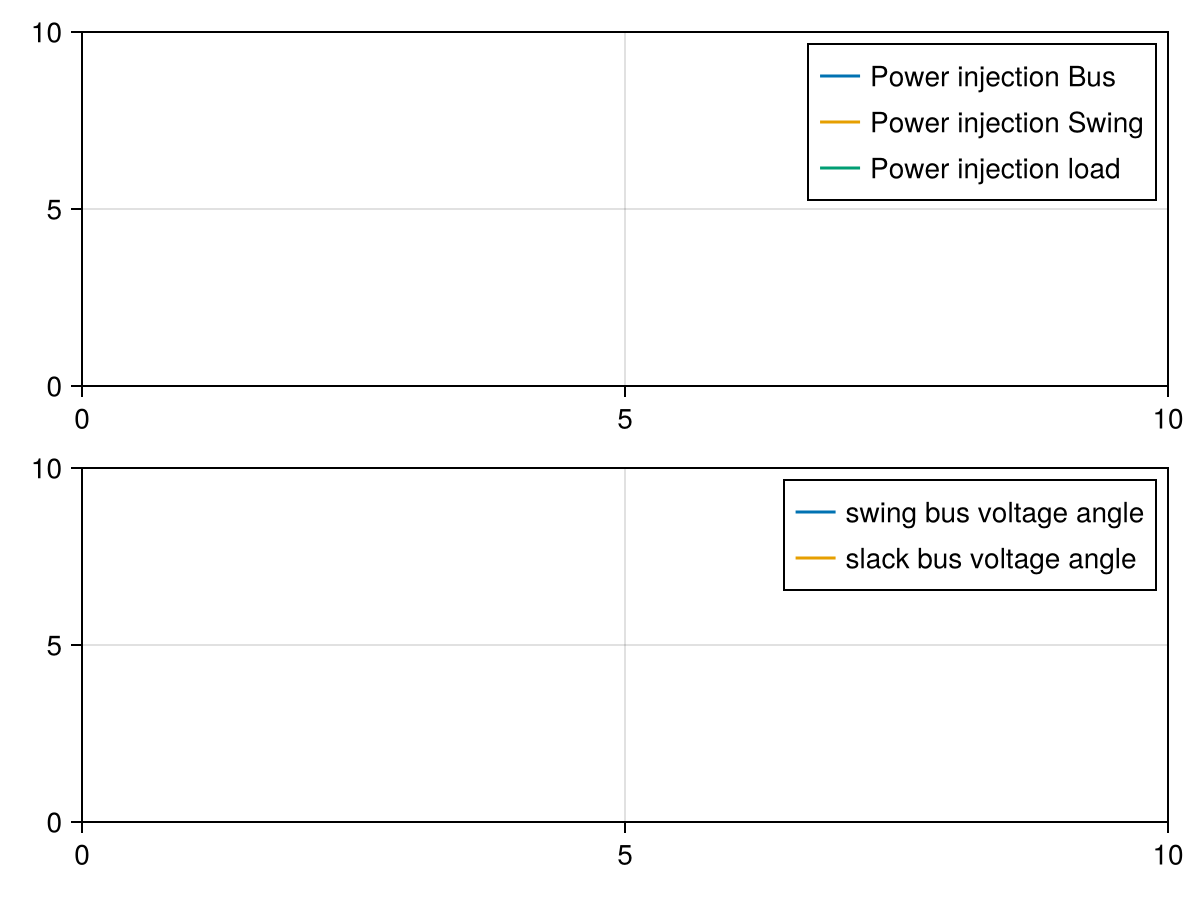 10
Power injection Bus
Power injection Swing
Power injection load
5
0
0 5 10
10
swing bus voltage angle
slack bus voltage angle
5
0
0 5 10